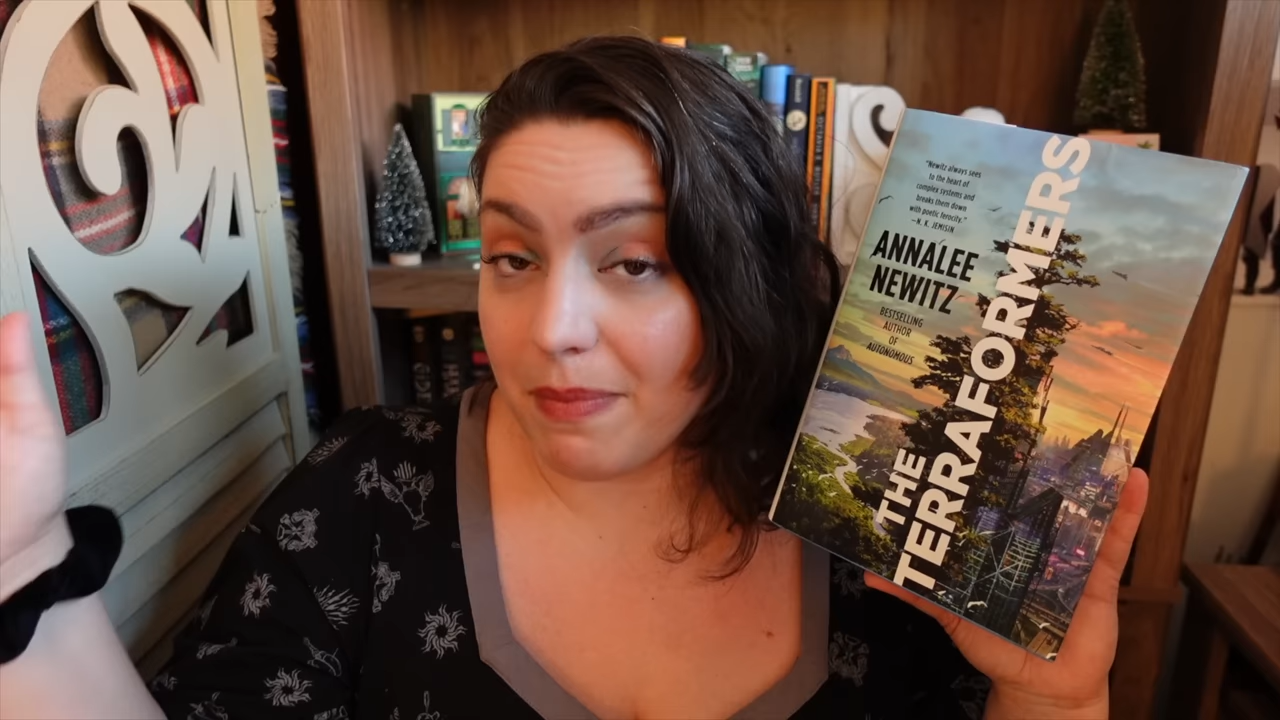 "Newitz always sees
to the heart of
complex systems and
breaks them down
with poetic ferocity."
—N. K. JEMISIN
ANNALEE
NEWITZ
BESTSELLING
AUTHOR
OF
AUTONOMOUS
THE
TERRAFORMERS